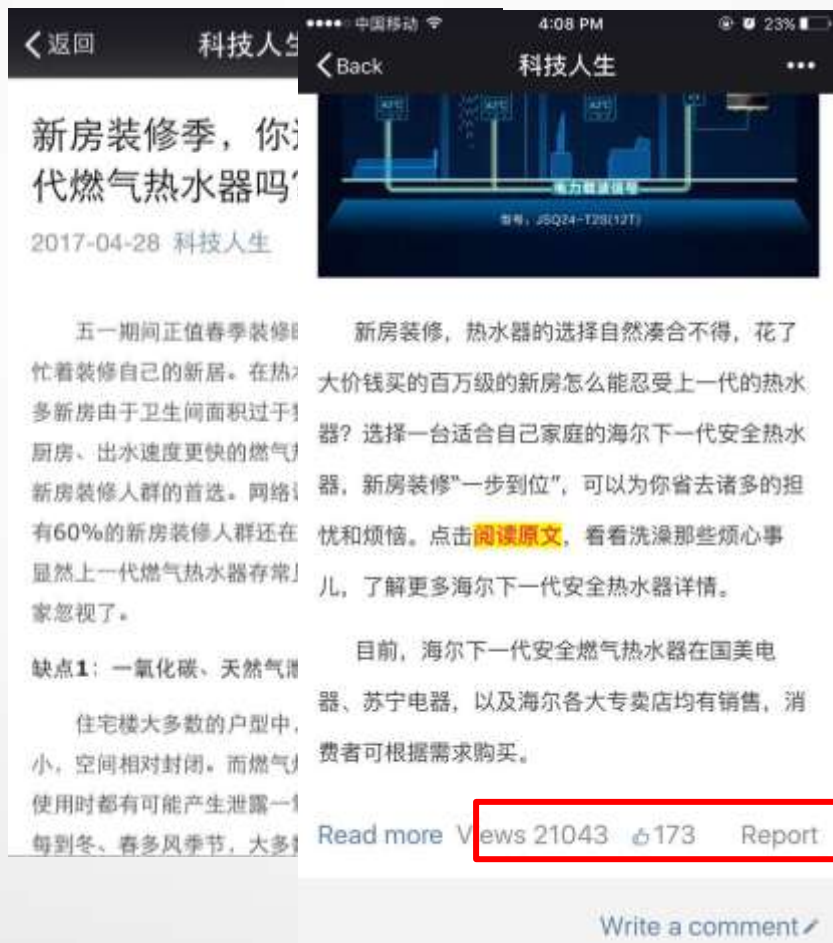 返回
科技人生
新房装修季，你
代燃气热水器吗
2017-04-28 科技人生
五一期间正值春季装修
忙着装修自己的新居。在热
多新房由于卫生间面积过于
厨房、出水速度更快的燃气
新房装修人群的首选。网络
有60%的新房装修人群还在
显然上一代燃气热水器存常
家忽视了。
缺点1：一氧化碳、天然气泄
住宅楼大多数的户型中，
小，空间相对封闭。而燃气
使用时都有可能产生泄露一
每到冬、春多风季节，大多
中国移动 4:08 PM 23%
Back 科技人生
42℃ 42℃ 42℃
电力载波信号
型号：JSQ24-T2S(12T)
新房装修，热水器的选择自然凑合不得，花了
大价钱买的百万级的新房怎么能忍受上一代的热水
器？选择一台适合自己家庭的海尔下一代安全热水
器，新房装修“一步到位”，可以为你省去诸多的担
忧和烦恼。点击阅读原文，看看洗澡那些烦心事
儿，了解更多海尔下一代安全热水器详情。
目前，海尔下一代安全燃气热水器在国美电
器、苏宁电器，以及海尔各大专卖店均有销售，消
费者可根据需求购买。
Read more Views 21043 173 Report
Write a comment